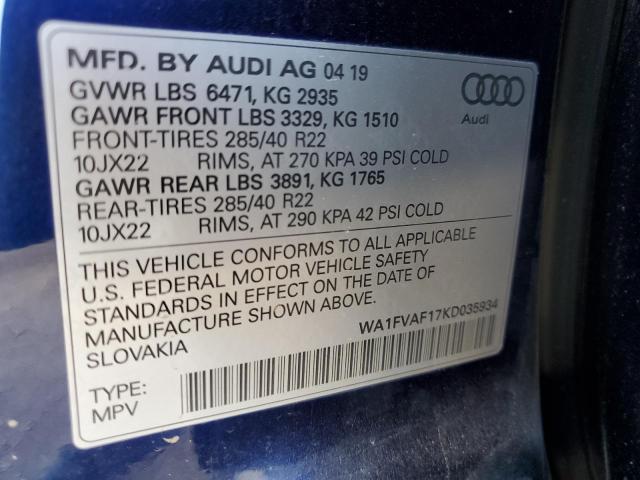 MFD. BY AUDI AG 04 19
GVWR LBS 6471, KG 2935
GAWR FRONT LBS 3329, KG 1510
FRONT-TIRES 285/40 R22
10JX22 RIMS, AT 270 KPA 39 PSI COLD
GAWR REAR LBS 3891, KG 1765
REAR-TIRES 285/40 R22
10JX22 RIMS, AT 290 KPA 42 PSI COLD
Audi
THIS VEHICLE CONFORMS TO ALL APPLICABLE
U.S. FEDERAL MOTOR VEHICLE SAFETY
STANDARDS IN EFFECT ON THE DATE OF
MANUFACTURE SHOWN ABOVE.
SLOVAKIA
WA1FVAF17KD035934
TYPE:
MPV